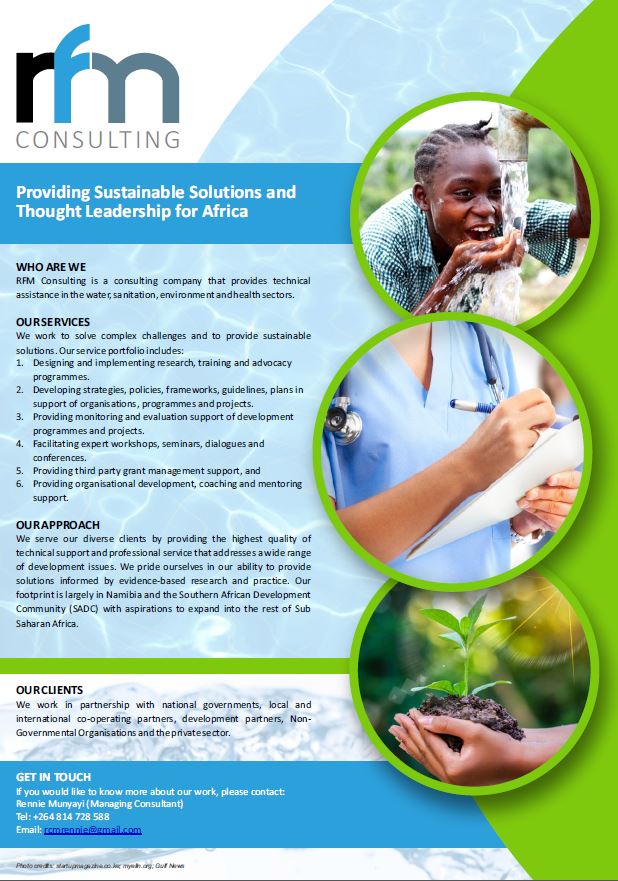 rfm
CONSULTING
Providing Sustainable Solutions and
Thought Leadership for Africa
WHO ARE WE
RFM Consulting is a consulting company that provides technical
assistance in the water, sanitation, environment and health sectors.
OUR SERVICES
We work to solve complex challenges and to provide sustainable
solutions. Our service portfolio includes:
1. Designing and implementing research, training and advocacy
programmes.
2. Developing strategies, policies, frameworks, guidelines, plans in
support of organisations, programmes and projects.
3. Providing monitoring and evaluation support of development
programmes and projects.
4. Facilitating expert workshops, seminars, dialogues and
conferences.
5. Providing third party grant management support, and
6. Providing organisational development, coaching and mentoring
support.
OUR APPROACH
We serve our diverse clients by providing the highest quality of
technical support and professional service that addresses a wide range
of development issues. We pride ourselves in our ability to provide
solutions informed by evidence-based research and practice. Our
footprint is largely in Namibia and the Southern African Development
Community (SADC) with aspirations to expand into the rest of Sub
Saharan Africa.
OUR CLIENTS
We work in partnership with national governments, local and
international co-operating partners, development partners, Non-
Governmental Organisations and the private sector.
GET IN TOUCH
If you would like to know more about our work, please contact:
Rennie Munyayi (Managing Consultant)
Tel: +264 814 728 588
Email: rcmrennie@gmail.com
Photo credits: startupmagazine.co.ke; myelin.org; Gulf News